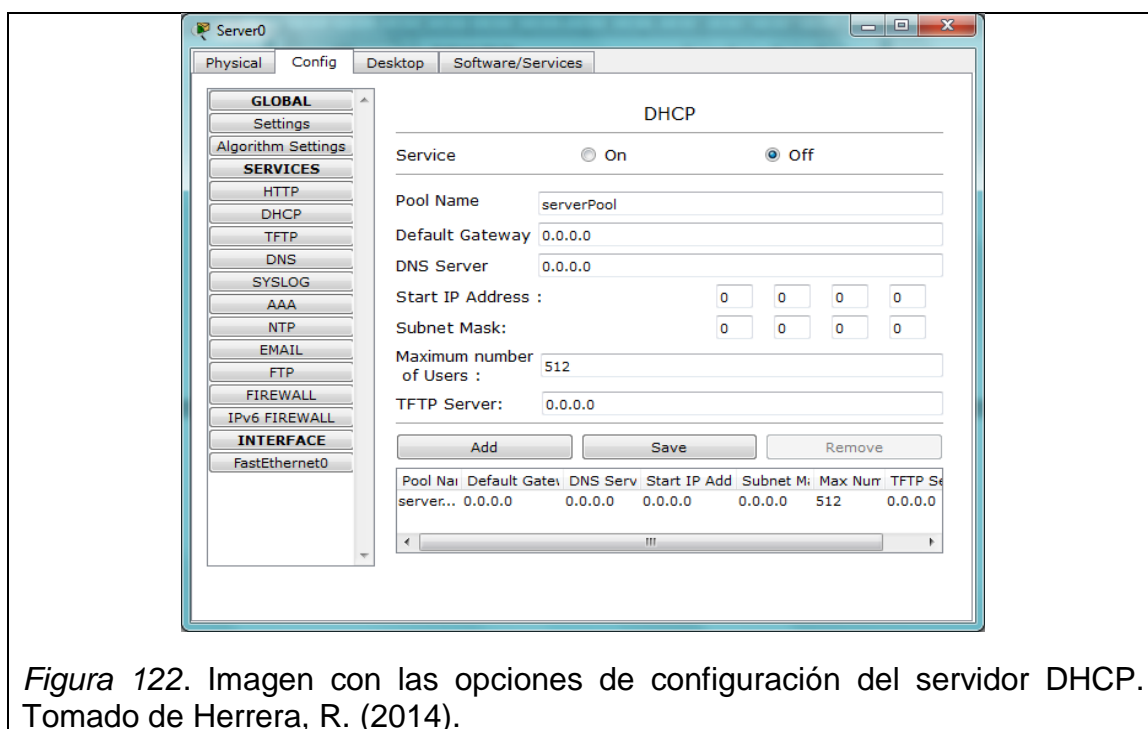 Server0
Physical Config Desktop Software/Services
GLOBAL
Settings
Algorithm Settings
SERVICES
HTTP
DHCP
TFTP
DNS
SYSLOG
AAA
NTP
EMAIL
FTP
FIREWALL
IPv6 FIREWALL
INTERFACE
FastEthernet0
DHCP
Service On Off
Pool Name serverPool
Default Gateway 0.0.0.0
DNS Server 0.0.0.0
Start IP Address : 0 0 0 0
Subnet Mask: 0 0 0 0
Maximum number
of Users : 512
TFTP Server: 0.0.0.0
Add Save Remove
Pool Nai Default Gatew DNS Serv Start IP Add Subnet Ma Max Num TFTP Se
server... 0.0.0.0 0.0.0.0 0.0.0.0 0.0.0.0 512 0.0.0.0
Figura 122. Imagen con las opciones de configuración del servidor DHCP.
Tomado de Herrera, R. (2014).